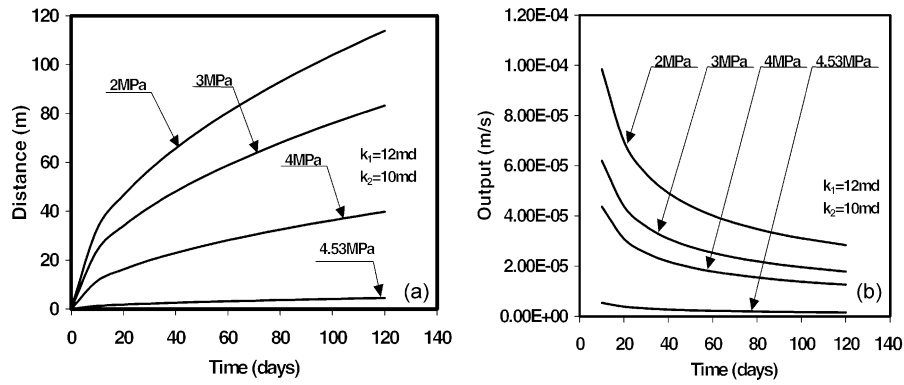 120
100
80
60
40
20
0
Distance (m)
2MPa
3MPa
4MPa
4.53MPa
k₁=12md
k₂=10md
(a)
0 20 40 60 80 100 120 140
Time (days)
1.20E-04
1.00E-04
8.00E-05
6.00E-05
4.00E-05
2.00E-05
0.00E+00
Output (m/s)
2MPa 3MPa 4MPa 4.53MPa
k₁=12md
k₂=10md
(b)
0 20 40 60 80 100 120 140
Time (days)